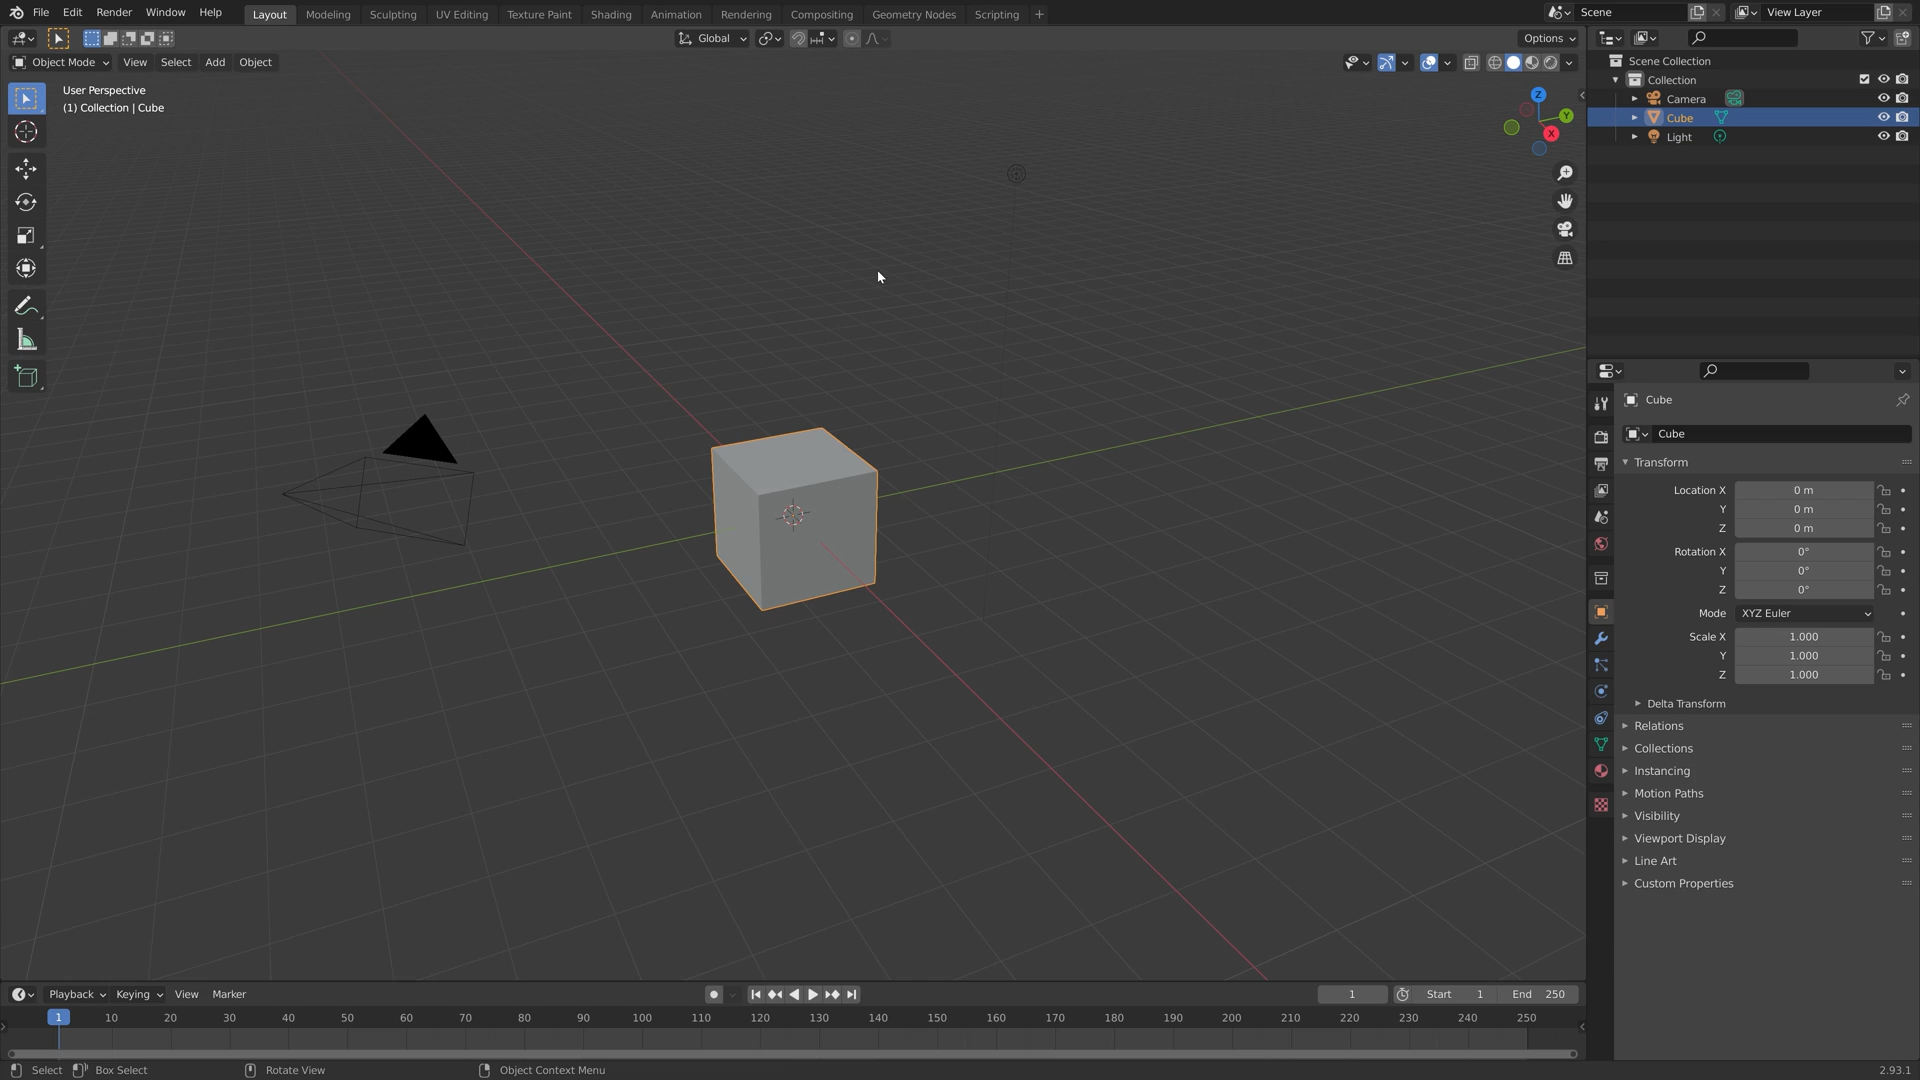 File Edit Render Window Help Layout Modeling Sculpting UV Editing Texture Paint Shading Animation Rendering Compositing Geometry Nodes Scripting + Scene View Layer
Global Options
Object Mode View Select Add Object
User Perspective
(1) Collection | Cube
Z
Y
X
Scene Collection
Collection
Camera
Cube
Light
Cube
Cube
Transform
Location X 0 m
Y 0 m
Z 0 m
Rotation X 0°
Y 0°
Z 0°
Mode XYZ Euler
Scale X 1.000
Y 1.000
Z 1.000
Delta Transform
Relations
Collections
Instancing
Motion Paths
Visibility
Viewport Display
Line Art
Custom Properties
Playback Keying View Marker 1 Start 1 End 250
1 10 20 30 40 50 60 70 80 90 100 110 120 130 140 150 160 170 180 190 200 210 220 230 240 250
Select Box Select Rotate View Object Context Menu 2.93.1